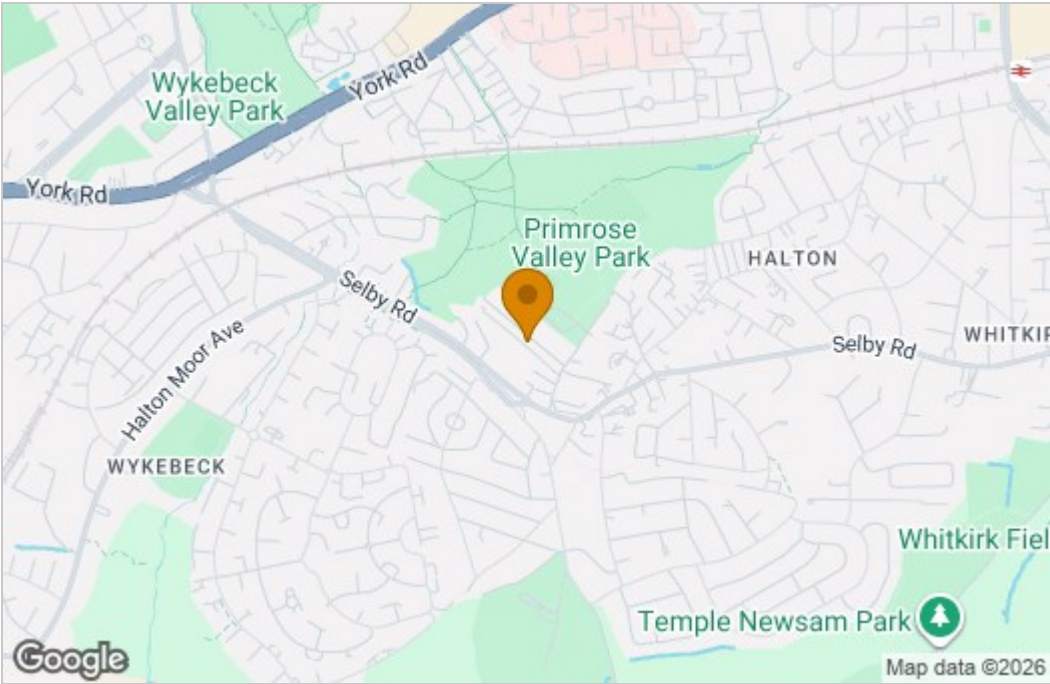 Wykebeck
Valley Park
York Rd
York Rd
Primrose
Valley Park
HALTON
Selby Rd
Selby Rd
WHITKIR
Halton Moor Ave
WYKEBECK
Whitkirk Fiel
Temple Newsam Park
Google
Map data ©2026